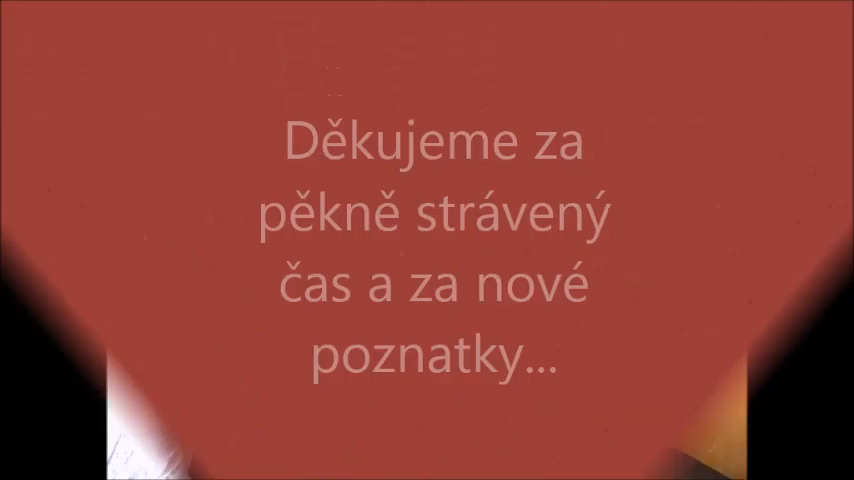 Děkujeme za
pěkně strávený
čas a za nové
poznatky...